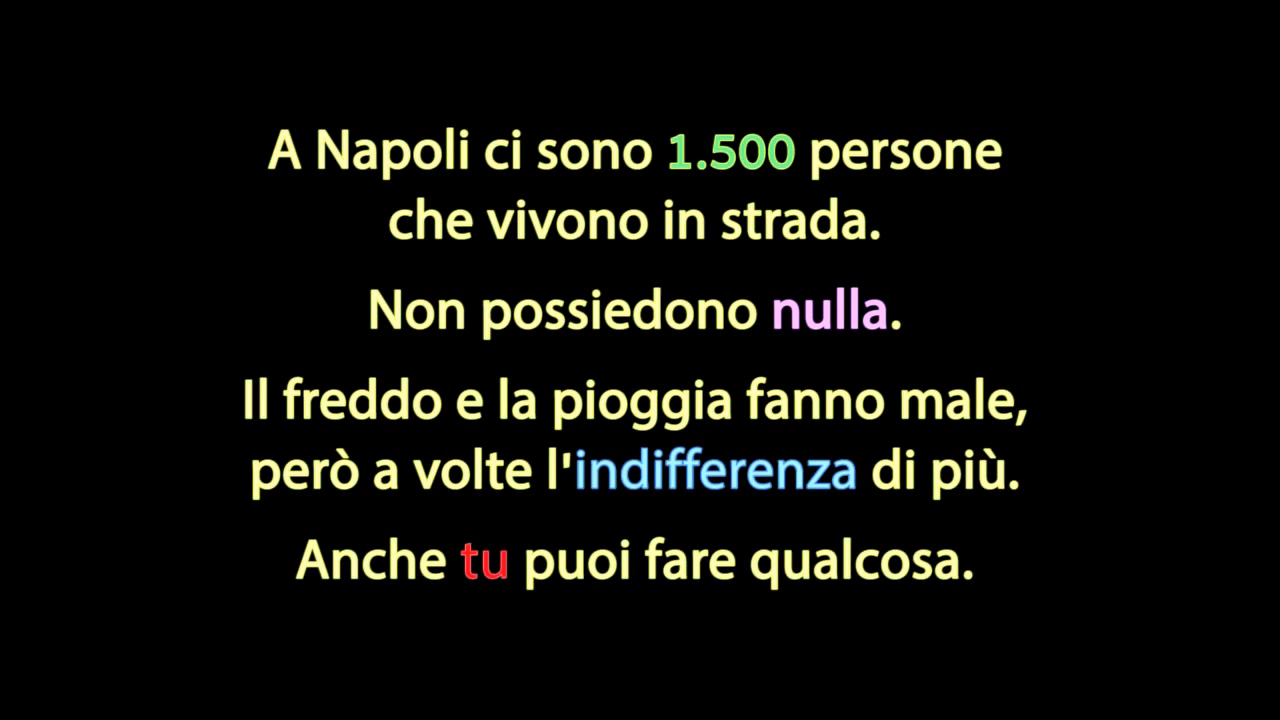 A Napoli ci sono 1.500 persone
che vivono in strada.
Non possiedono nulla.
Il freddo e la pioggia fanno male,
però a volte l'indifferenza di più.
Anche tu puoi fare qualcosa.